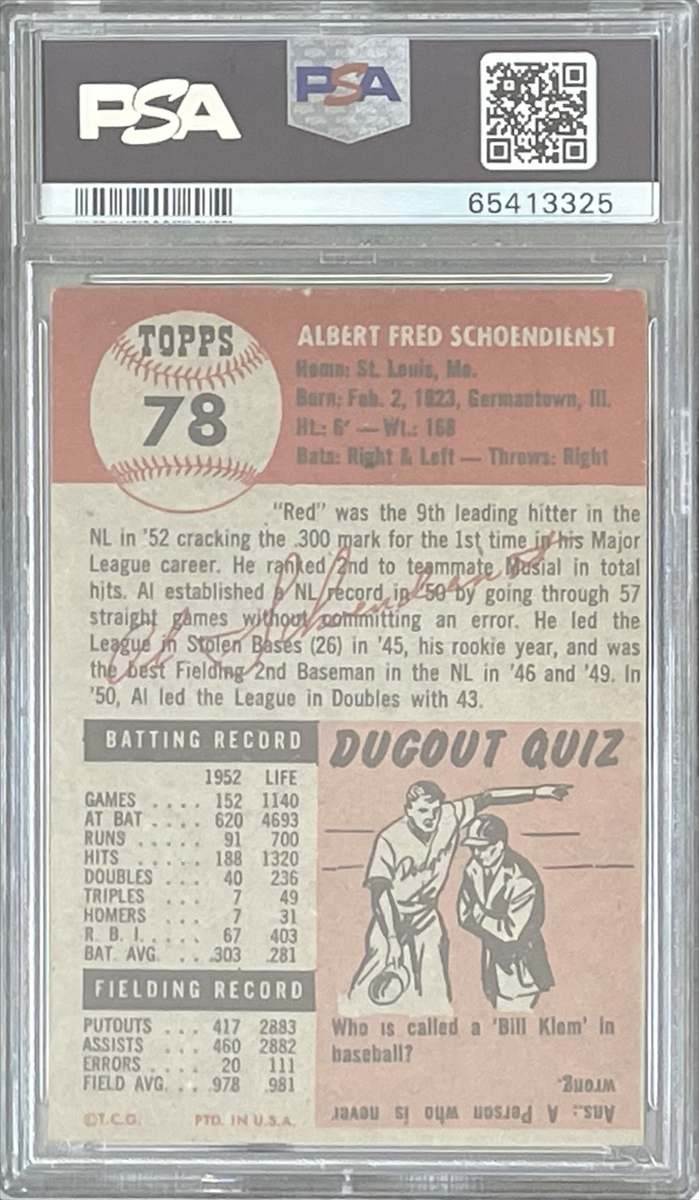 PSA
PSA
65413325
TOPPS
78
ALBERT FRED SCHOENDIENST
Home: St. Louis, Mo.
Born: Feb. 2, 1923, Germantown, Ill.
Ht.: 6' — Wt.: 168
Bats: Right & Left — Throws: Right
"Red" was the 9th leading hitter in the
NL in '52 cracking the .300 mark for the 1st time in his Major
League career. He ranked 2nd to teammate Musial in total
hits. Al established a NL record in '50 by going through 57
straight games without committing an error. He led the
League in Stolen Bases (26) in '45, his rookie year, and was
the best Fielding 2nd Baseman in the NL in '46 and '49. In
'50, Al led the League in Doubles with 43.
Al Schoendienst
BATTING RECORD
1952 LIFE
GAMES .... 152 1140
AT BAT .... 620 4693
RUNS ..... 91 700
HITS ..... 188 1320
DOUBLES .. 40 236
TRIPLES ... 7 49
HOMERS ... 7 31
R. B. I. .... 67 403
BAT. AVG. .. .303 .281
FIELDING RECORD
PUTOUTS ... 417 2883
ASSISTS ... 460 2882
ERRORS .... 20 111
FIELD AVG. .. .978 .981
©T.C.G. PTD. IN U.S.A.
DUGOUT QUIZ
Dodgers
Who is called a 'Bill Klem' in
baseball?
Ans.: A Person who is never
wrong.